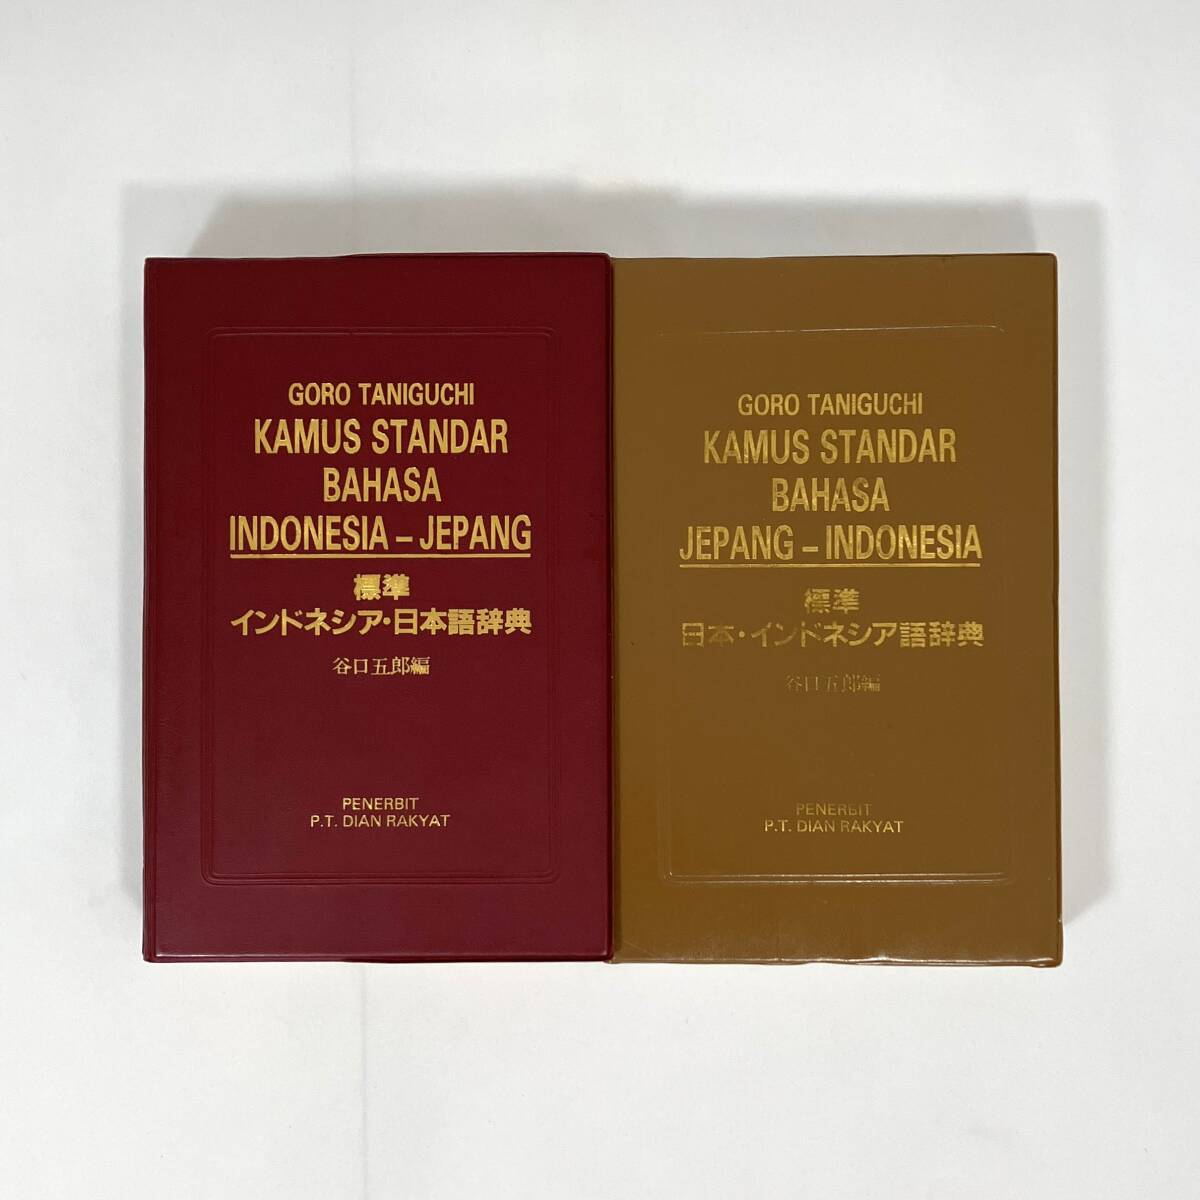 GORO TANIGUCHI
KAMUS STANDAR
BAHASA
INDONESIA – JEPANG
標準
インドネシア・日本語辞典
谷口五郎編
PENERBIT
P.T. DIAN RAKYAT
GORO TANIGUCHI
KAMUS STANDAR
BAHASA
JEPANG – INDONESIA
標準
日本・インドネシア語辞典
谷口五郎編
PENERBIT
P.T. DIAN RAKYAT